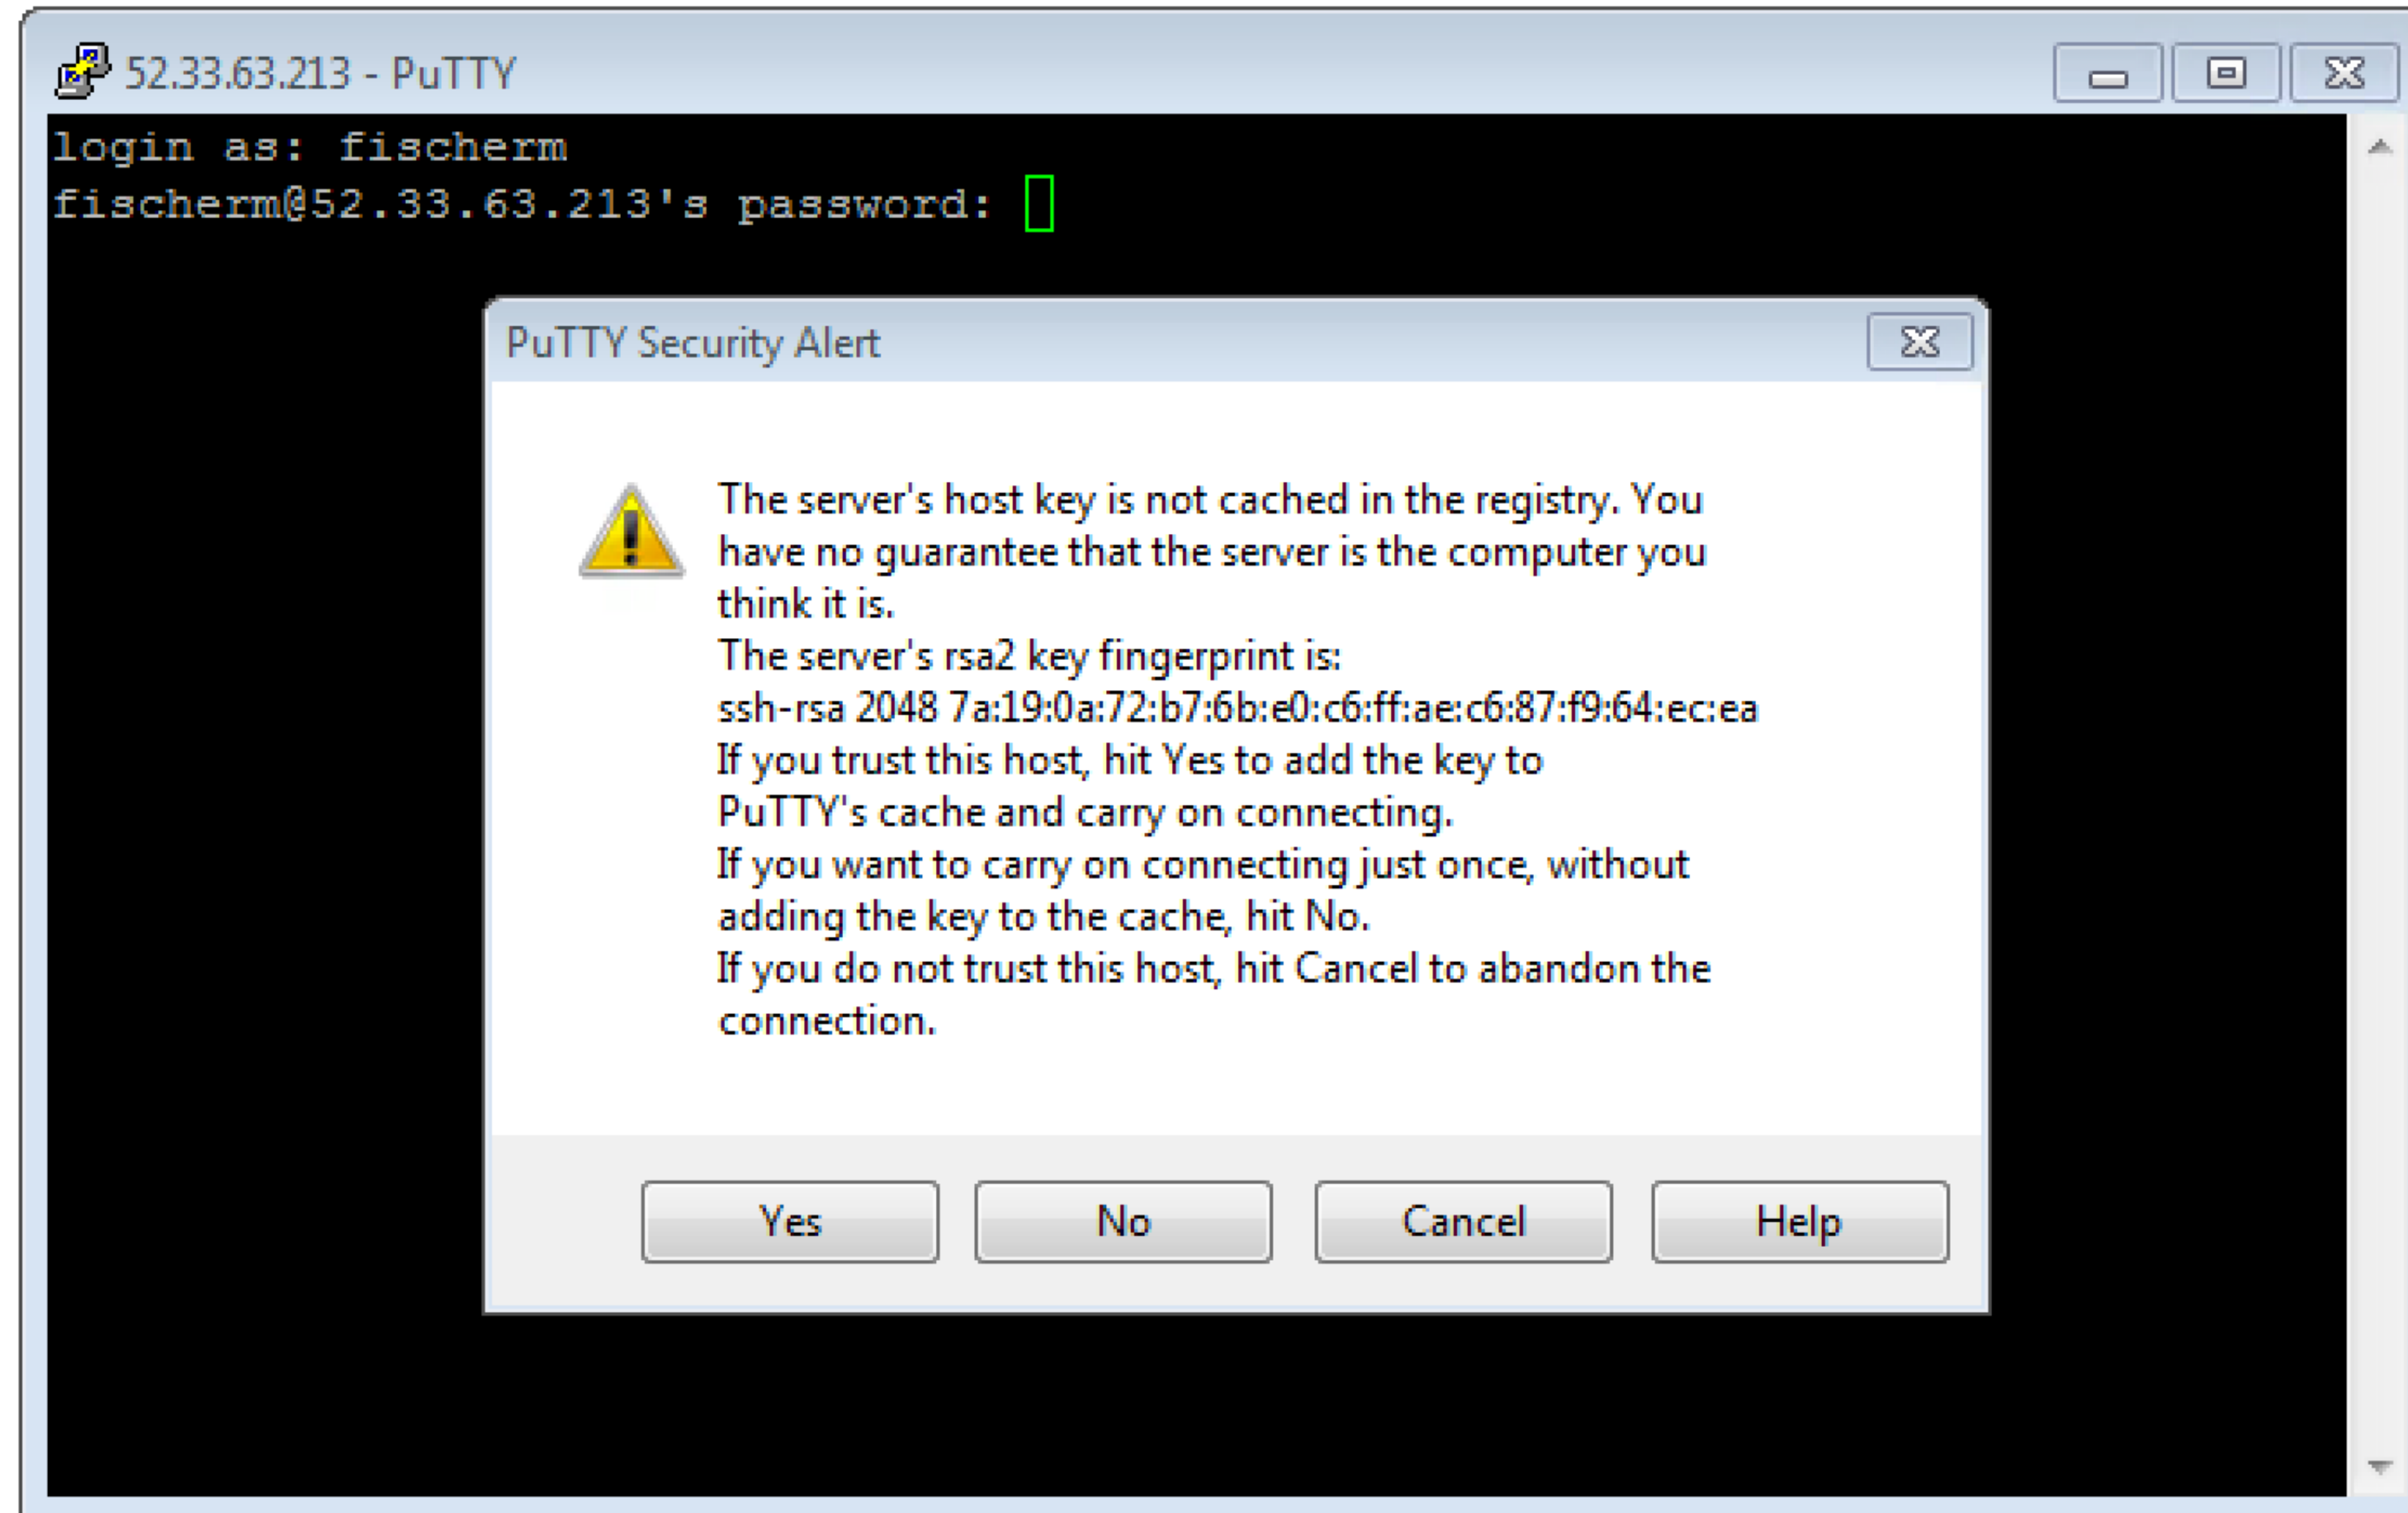 52.33.63.213 - PuTTY
login as: fischerm
fischerm@52.33.63.213's password:
PuTTY Security Alert
The server's host key is not cached in the registry. You
have no guarantee that the server is the computer you
think it is.
The server's rsa2 key fingerprint is:
ssh-rsa 2048 7a:19:0a:72:b7:6b:e0:c6:ff:ae:c6:87:f9:64:ec:ea
If you trust this host, hit Yes to add the key to
PuTTY's cache and carry on connecting.
If you want to carry on connecting just once, without
adding the key to the cache, hit No.
If you do not trust this host, hit Cancel to abandon the
connection.
Yes No Cancel Help